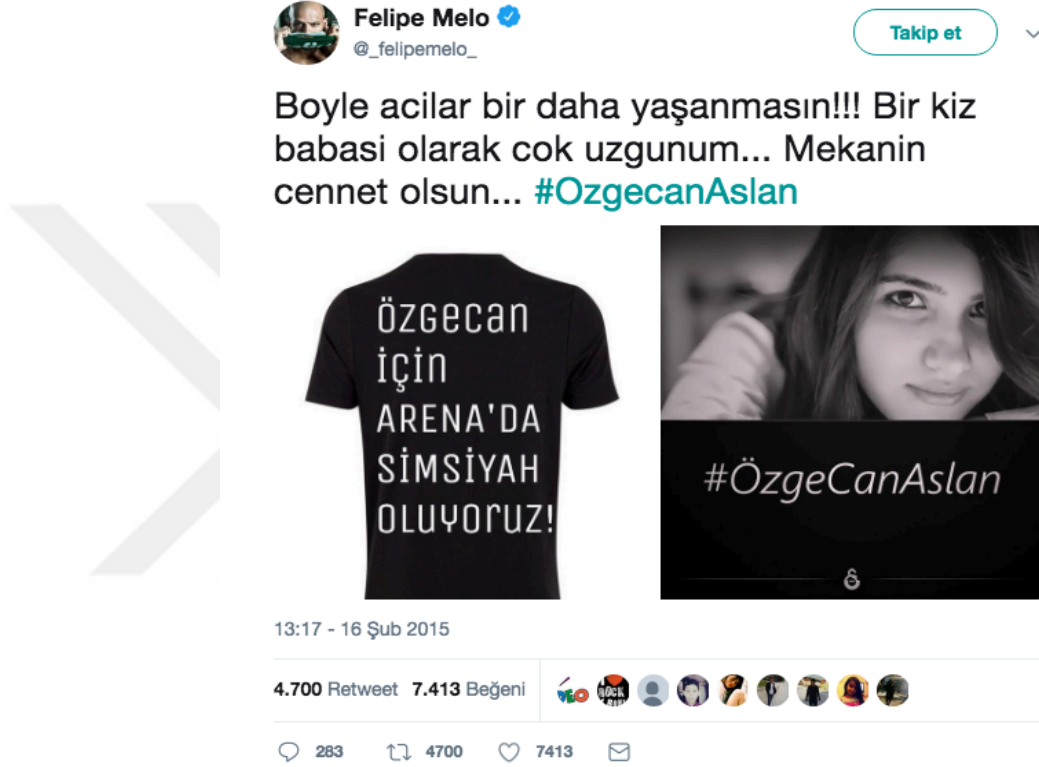 Felipe Melo
@_felipemelo_
Takip et
Boyle acilar bir daha yaşanmasın!!! Bir kiz
babasi olarak cok uzgunum... Mekanin
cennet olsun... #OzgecanAslan
özgecan
için
ARENA'DA
SİMSİYAH
OLUYORUZ!
#ÖzgeCanAslan
13:17 - 16 Şub 2015
4.700 Retweet 7.413 Beğeni
283 4700 7413